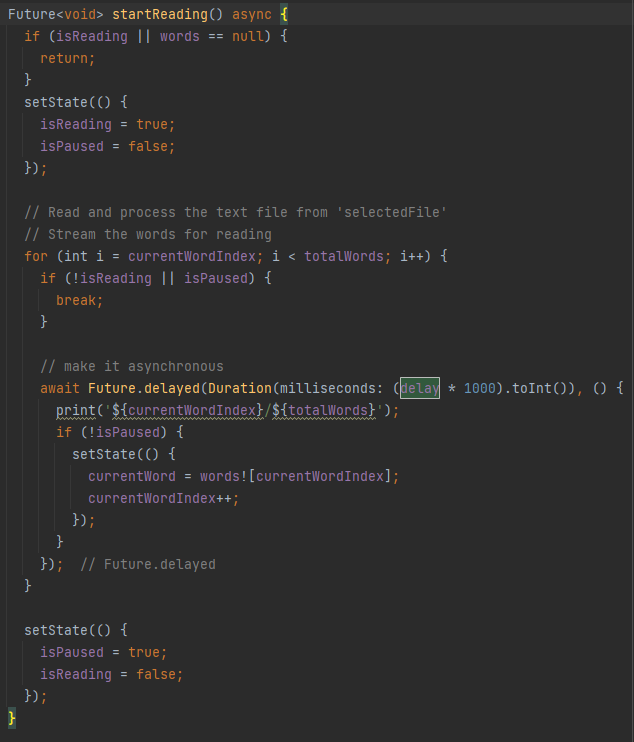 Future<void> startReading() async {
  if (isReading || words == null) {
    return;
  }
  setState(() {
    isReading = true;
    isPaused = false;
  });

  // Read and process the text file from 'selectedFile'
  // Stream the words for reading
  for (int i = currentWordIndex; i < totalWords; i++) {
    if (!isReading || isPaused) {
      break;
    }

    // make it asynchronous
    await Future.delayed(Duration(milliseconds: (delay * 1000).toInt()), () {
      print('${currentWordIndex}/${totalWords}');
      if (!isPaused) {
        setState(() {
          currentWord = words![currentWordIndex];
          currentWordIndex++;
        });
      }
    });  // Future.delayed
  }

  setState(() {
    isPaused = true;
    isReading = false;
  });
}